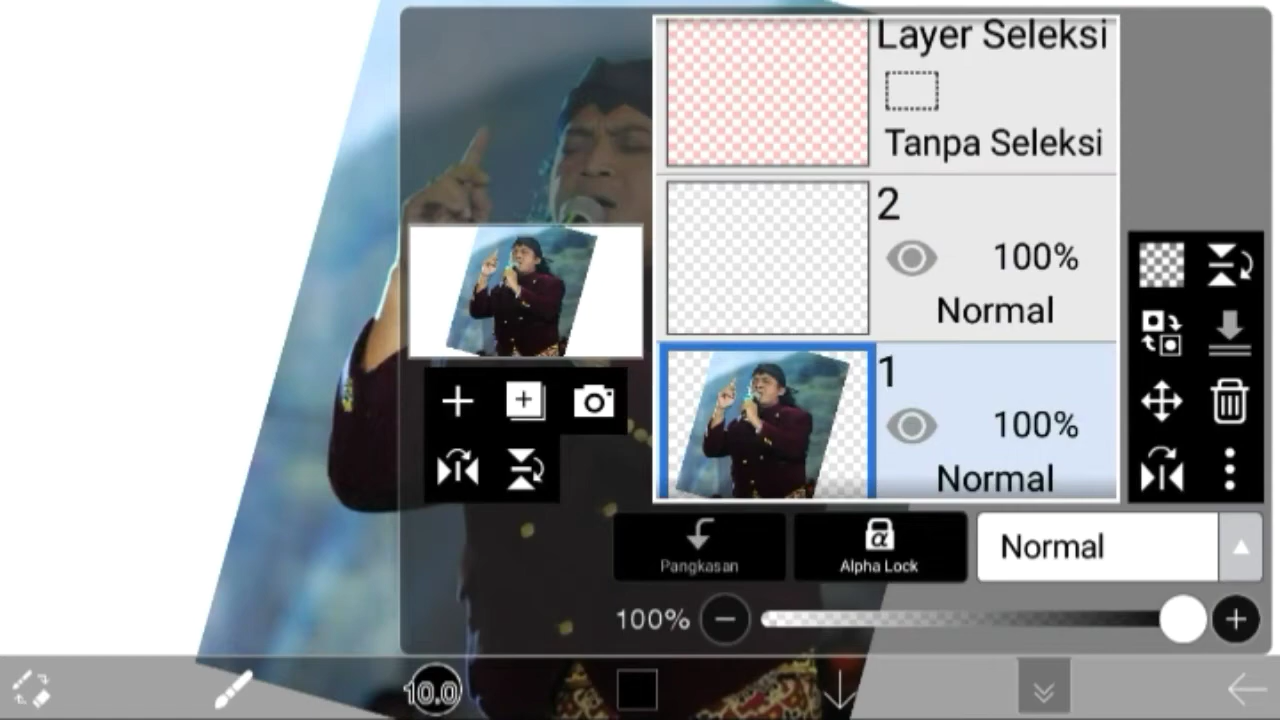 Layer Seleksi
Tanpa Seleksi
2
100%
Normal
1
100%
Normal
Pangkasan
α
Alpha Lock
Normal
100%
10.0